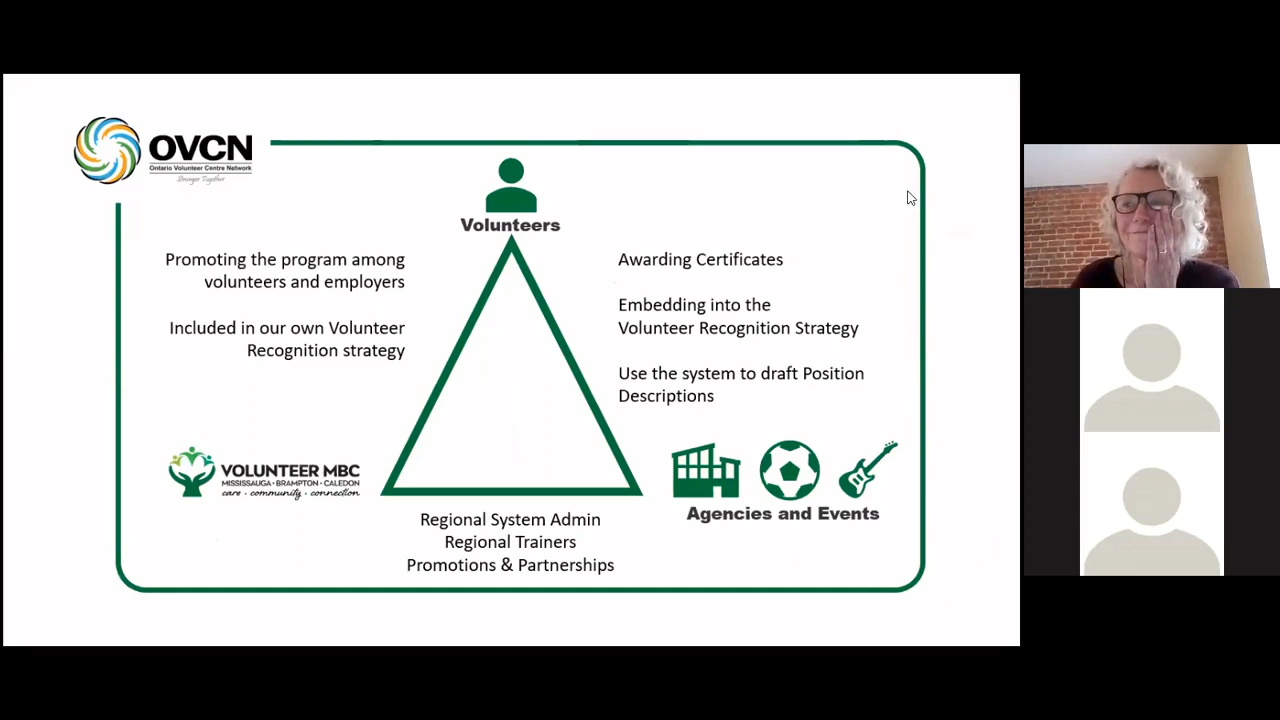 OVCN
Ontario Volunteer Centre Network
Stronger Together
Volunteers
Promoting the program among
volunteers and employers
Included in our own Volunteer
Recognition strategy
Awarding Certificates
Embedding into the
Volunteer Recognition Strategy
Use the system to draft Position
Descriptions
VOLUNTEER MBC
MISSISSAUGA • BRAMPTON • CALEDON
care • community • connection
Agencies and Events
Regional System Admin
Regional Trainers
Promotions & Partnerships